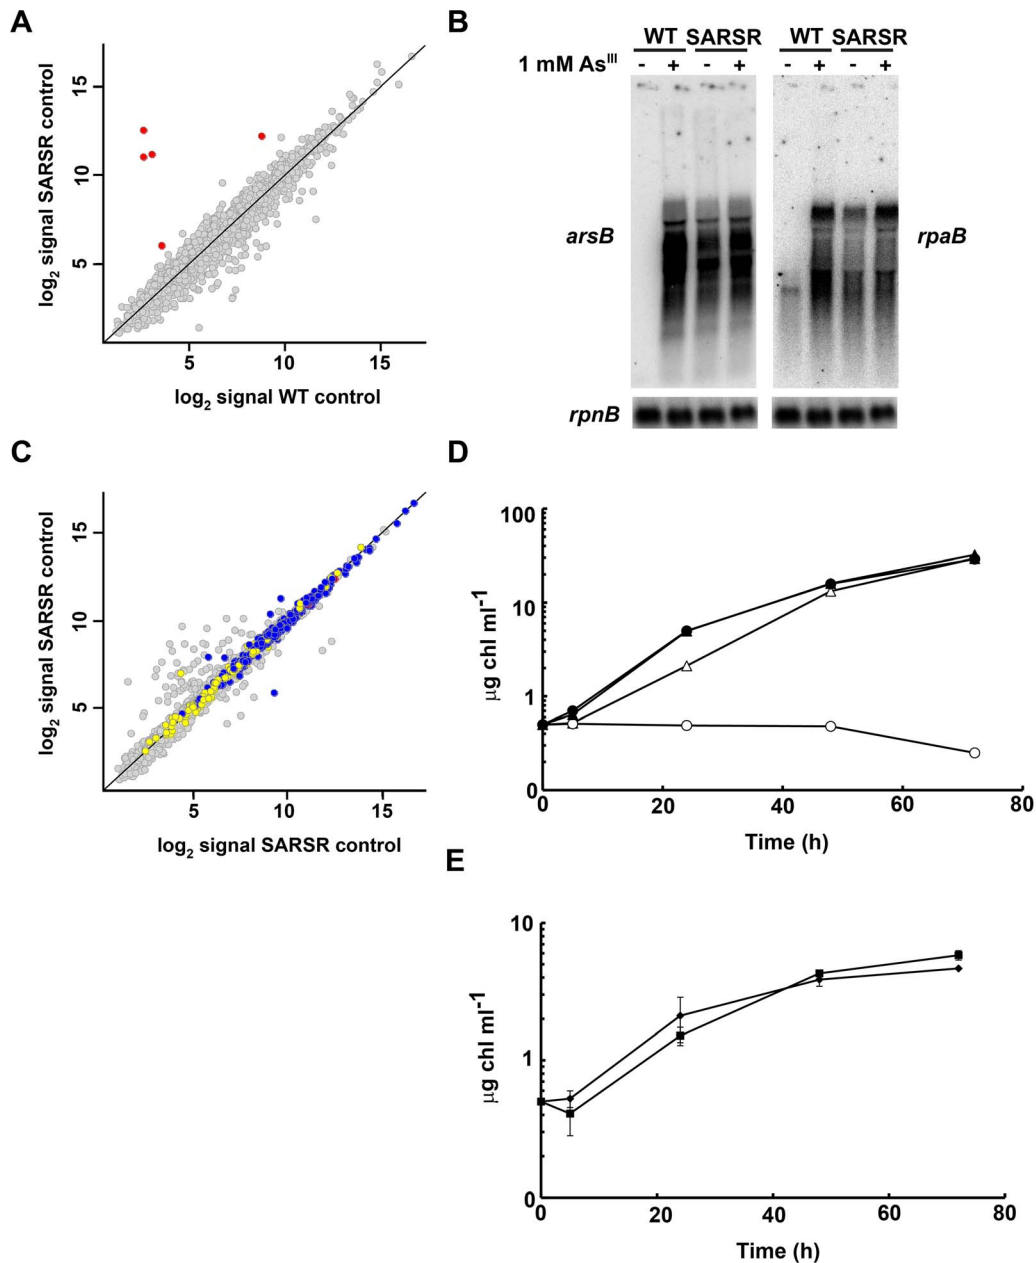 A
log2 signal SARSR control
15
10
5
5
10
15
log2 signal WT control
B
WT
SARSR
WT
SARSR
1 mM AsIII
-
+
-
+
-
+
-
+
arsB
rpaB
rpnB
C
log2 signal SARSR control
15
10
5
5
10
15
log2 signal SARSR control
D
µg chl ml-1
100
10
1
0
0
20
40
60
80
Time (h)
E
µg chl ml-1
10
1
0
0
20
40
60
80
Time (h)